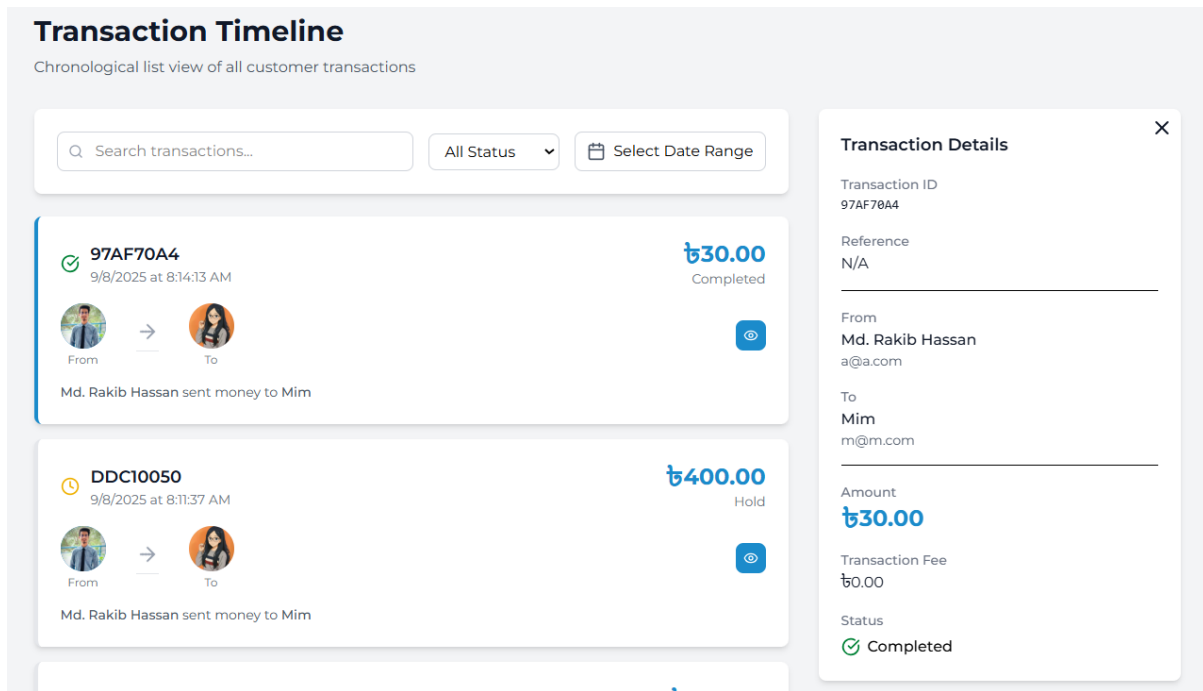 Transaction Timeline
Chronological list view of all customer transactions
Search transactions...
All Status
Select Date Range
97AF70A4
9/8/2025 at 8:14:13 AM
৳30.00
Completed
From
To
Md. Rakib Hassan sent money to Mim
DDC10050
9/8/2025 at 8:11:37 AM
৳400.00
Hold
From
To
Md. Rakib Hassan sent money to Mim
Transaction Details
Transaction ID
97AF70A4
Reference
N/A
From
Md. Rakib Hassan
a@a.com
To
Mim
m@m.com
Amount
৳30.00
Transaction Fee
৳0.00
Status
Completed